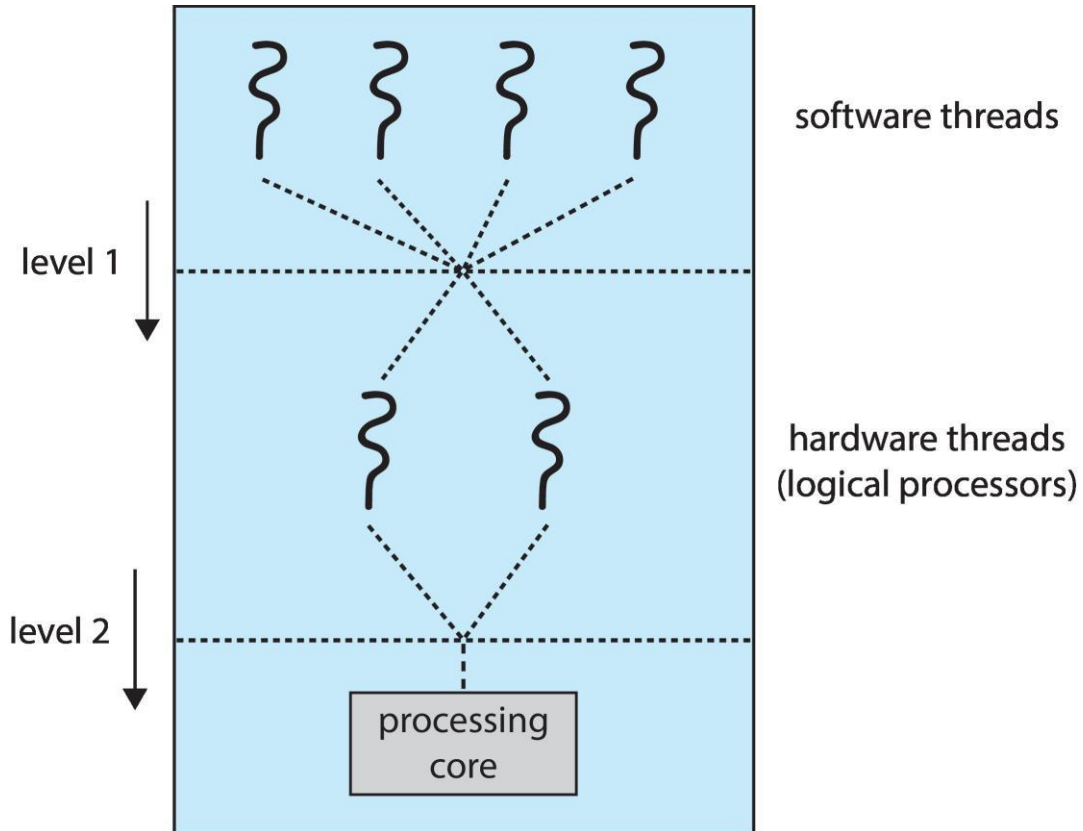 software threads
level 1
hardware threads
(logical processors)
level 2
processing
core